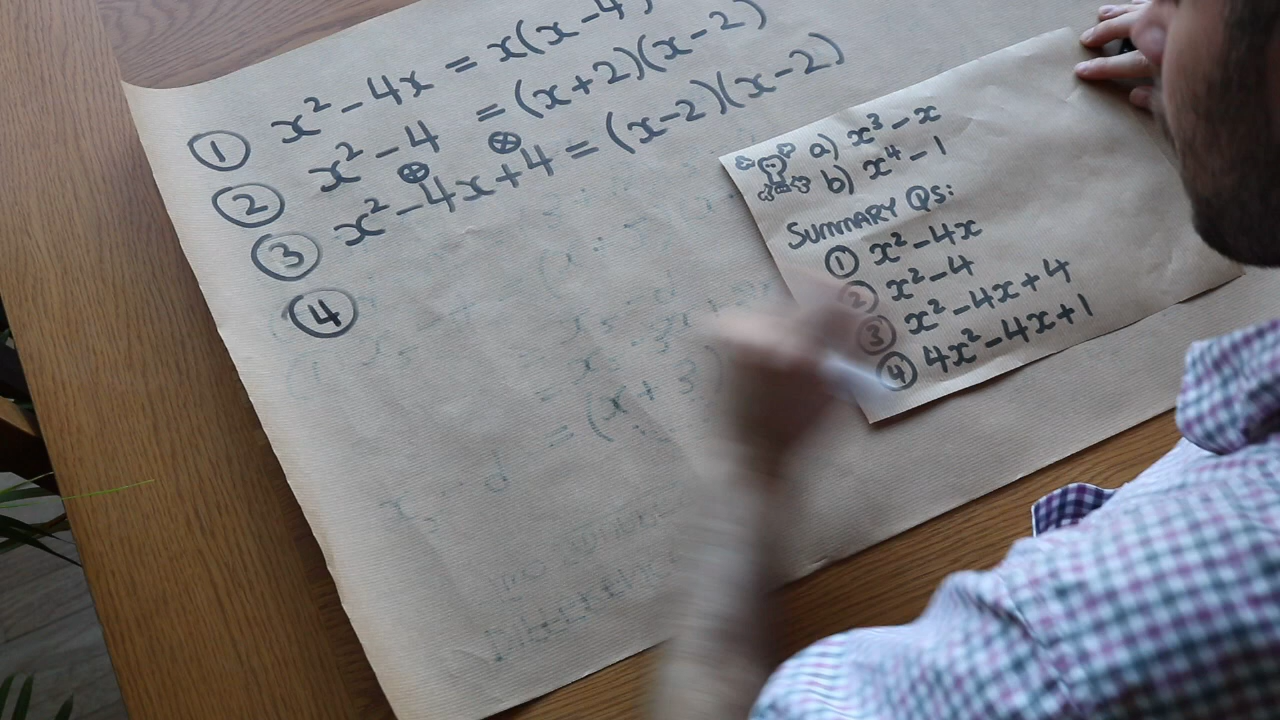 ① x² - 4x = x(x-4)
② x² - 4 = (x+2)(x-2)
③ x² - 4x + 4 = (x-2)(x-2)
④
a) x³ - x
b) x⁴ - 1
SUMMARY QS:
① x² - 4x
② x² - 4
③ x² - 4x + 4
④ 4x² - 4x + 1